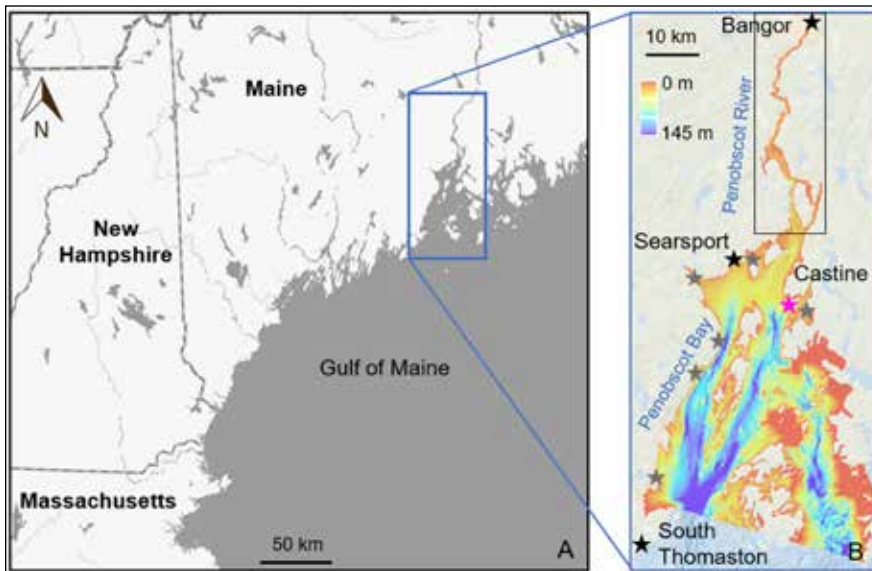 Maine
N
New
Hampshire
Gulf of Maine
Massachusetts
50 km
A
Bangor
10 km
0 m
145 m
Penobscot River
Searsport
Castine
Penobscot Bay
South
Thomaston
B